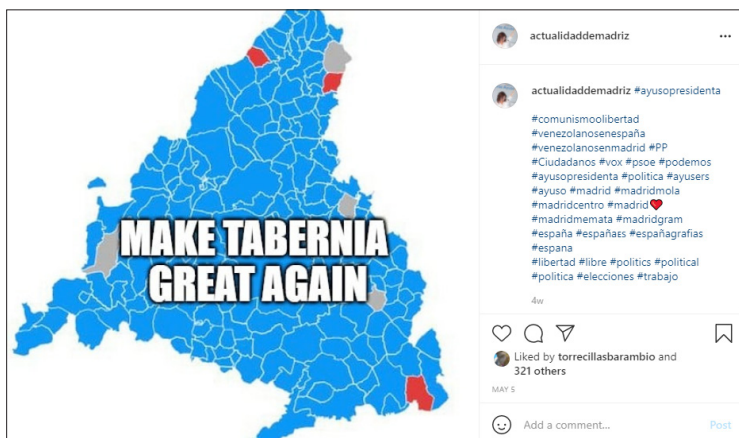 MAKE TABERNIA
GREAT AGAIN
actualidaddemadriz
actualidaddemadriz #ayusopresidenta
#comunismoolibertad
#venezolanosenespaña
#venezolanosenmadrid #PP
#Ciudadanos #vox #psoe #podemos
#ayusopresidenta #politica #ayusers
#ayuso #madrid #madridmola
#madridcentro #madrid❤
#madridmemata #madridgram
#españa #españaᴇs #españagrafias
#espana
#libertad #libre #politics #political
#politica #elecciones #trabajo
4w
Liked by torrecillasbarambio and
321 others
MAY 5
Add a comment...
Post